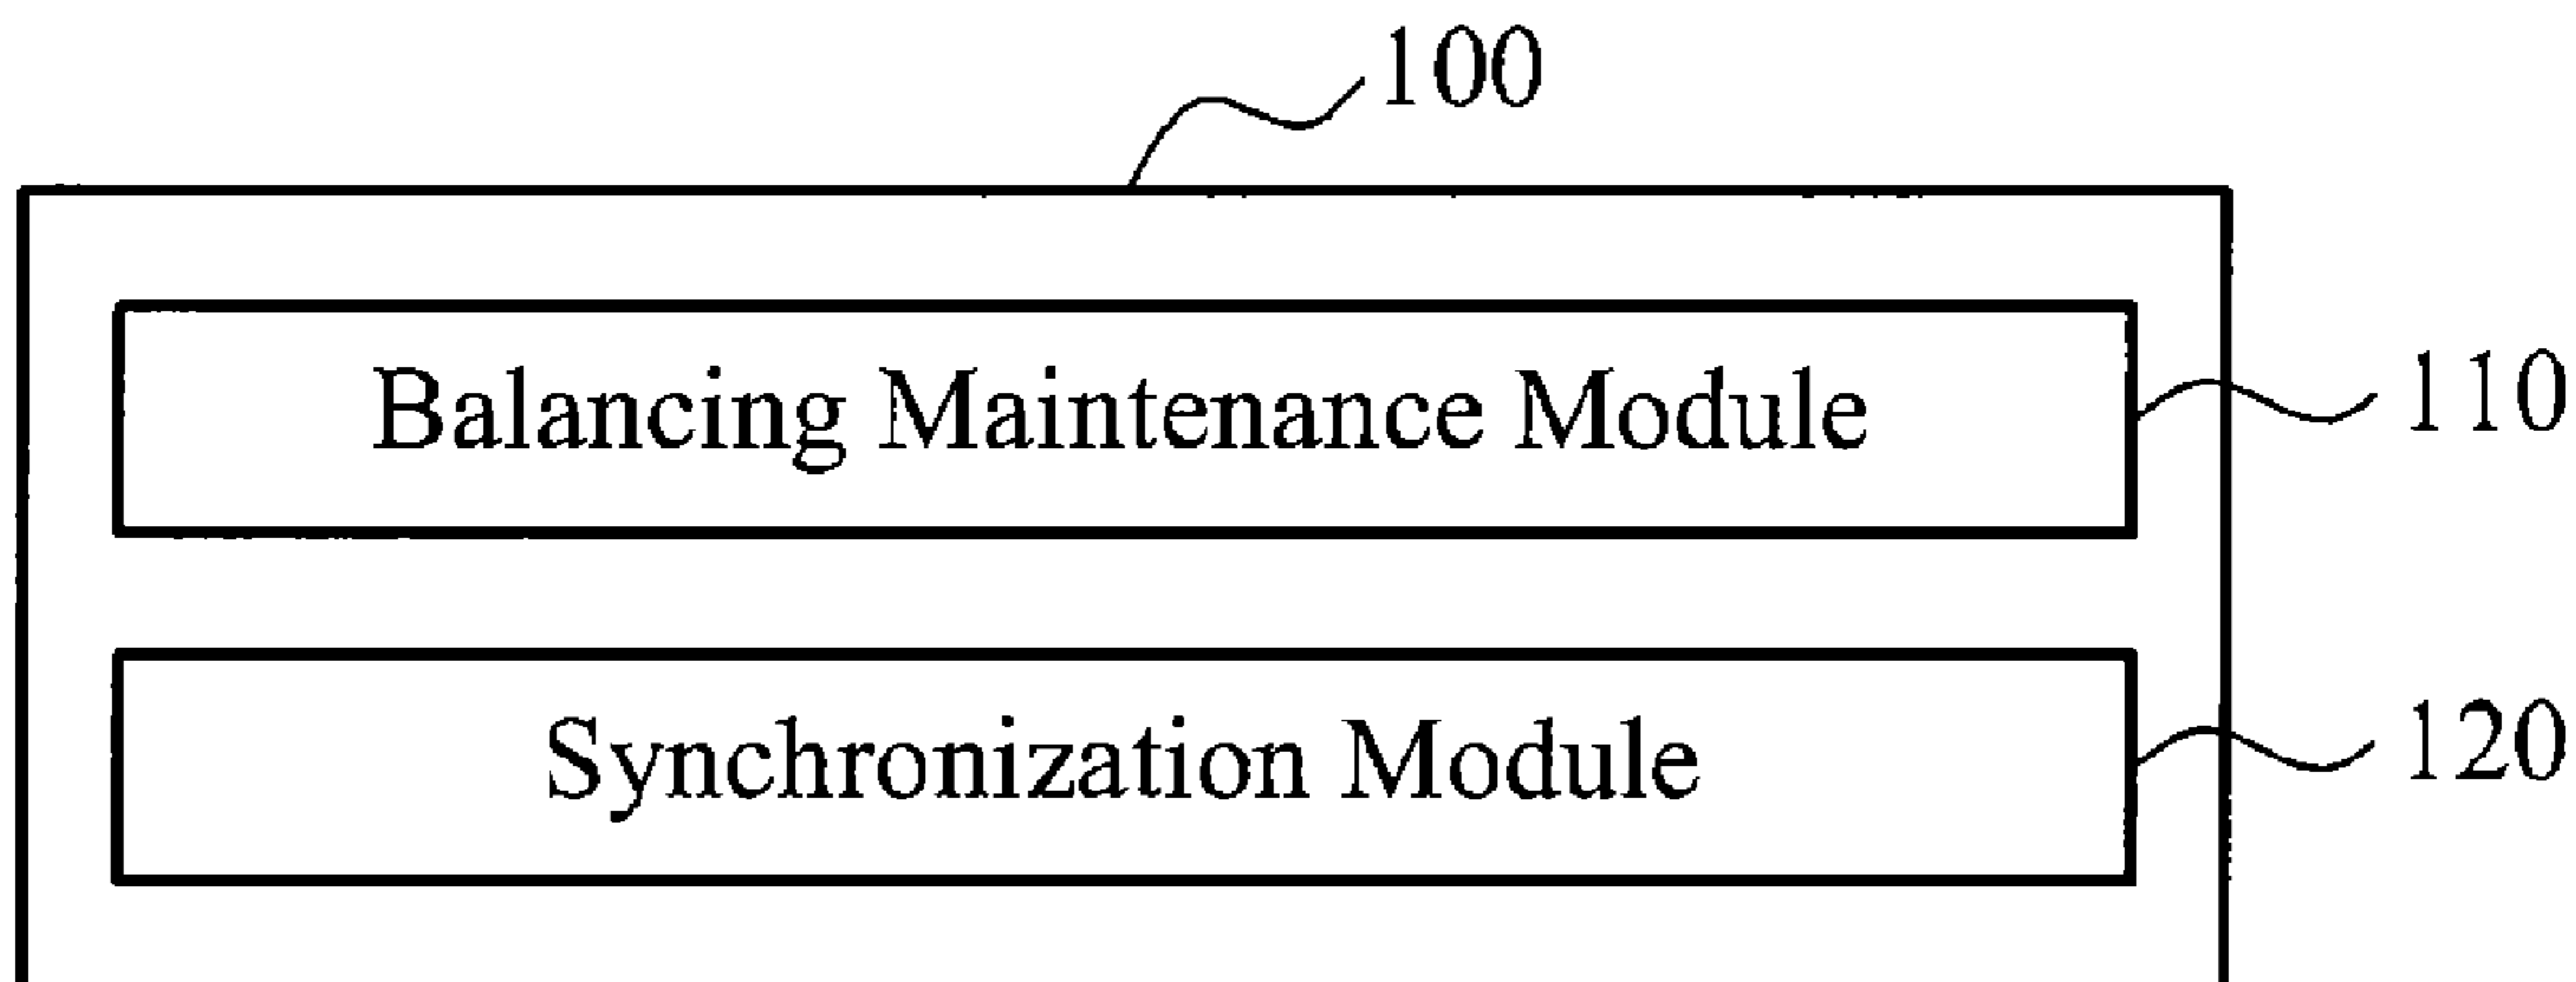 100
Balancing Maintenance Module
110
Synchronization Module
120